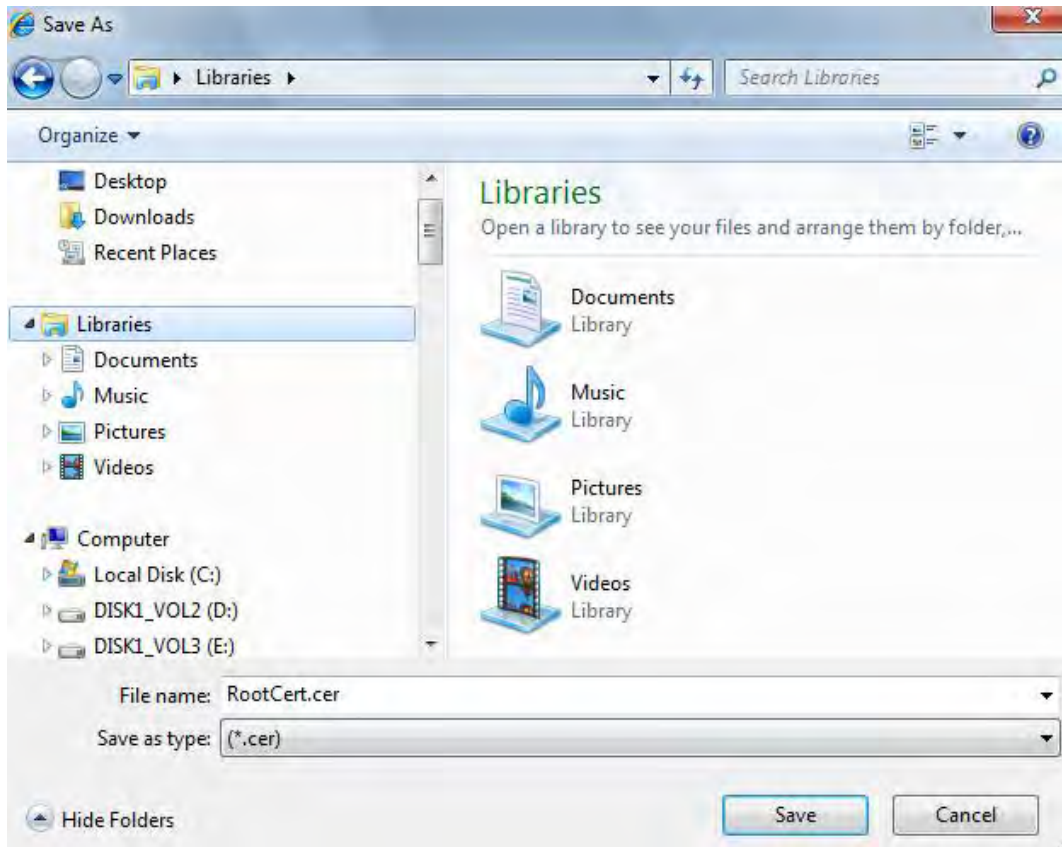 Save As
Libraries
Search Libraries
Organize
Desktop
Downloads
Recent Places
Libraries
Documents
Music
Pictures
Videos
Computer
Local Disk (C:)
DISK1_VOL2 (D:)
DISK1_VOL3 (E:)
Libraries
Open a library to see your files and arrange them by folder,...
Documents
Library
Music
Library
Pictures
Library
Videos
Library
File name: RootCert.cer
Save as type: (*.cer)
Hide Folders
Save
Cancel